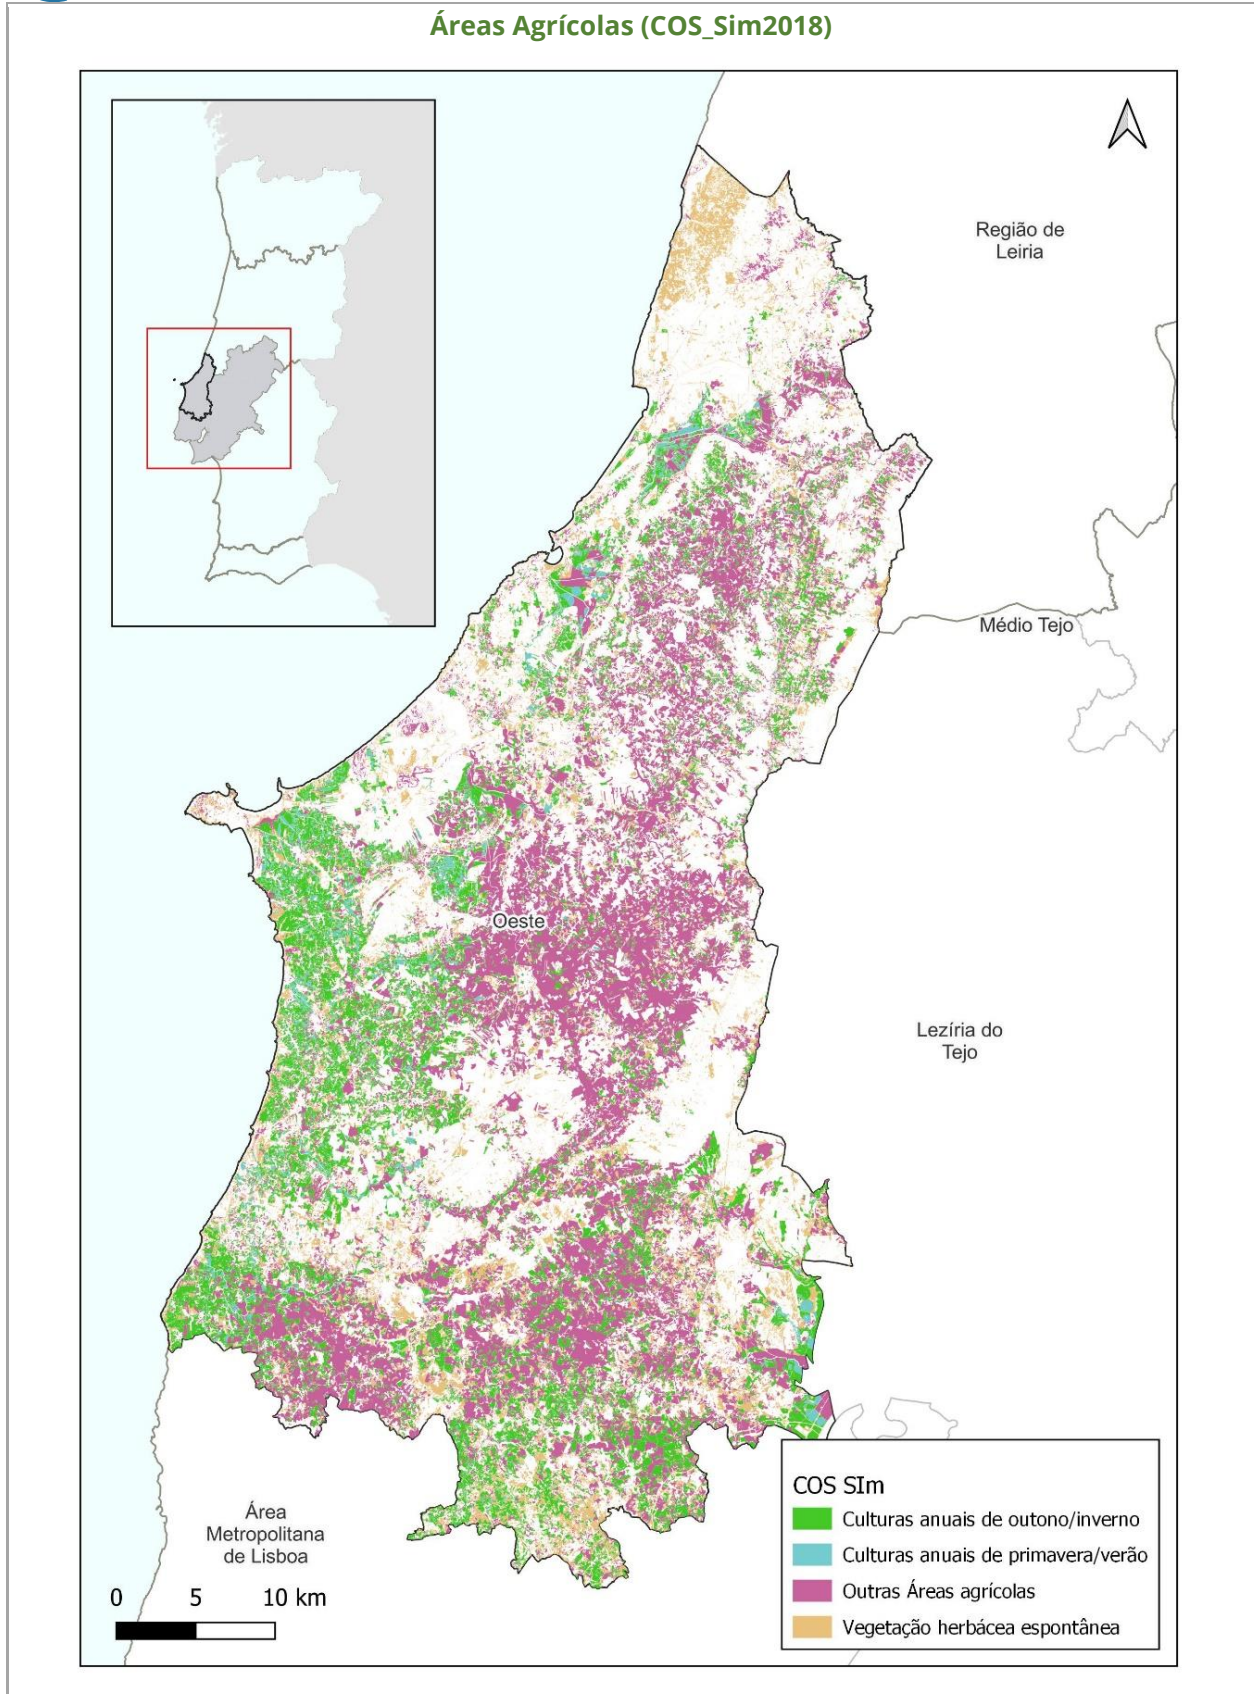 Áreas Agrícolas (COS_Sim2018)
Região de
Leiria
Médio Tejo
Oeste
Lezíria do
Tejo
Área
Metropolitana
de Lisboa
0 5 10 km
COS SIm
Culturas anuais de outono/inverno
Culturas anuais de primavera/verão
Outras Áreas agrícolas
Vegetação herbácea espontânea